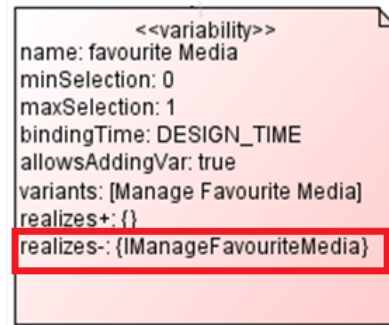 <<variability>>
name: favourite Media
minSelection: 0
maxSelection: 1
bindingTime: DESIGN_TIME
allowsAddingVar: true
variants: [Manage Favourite Media]
realizes+: {}
realizes-: {IManageFavouriteMedia}